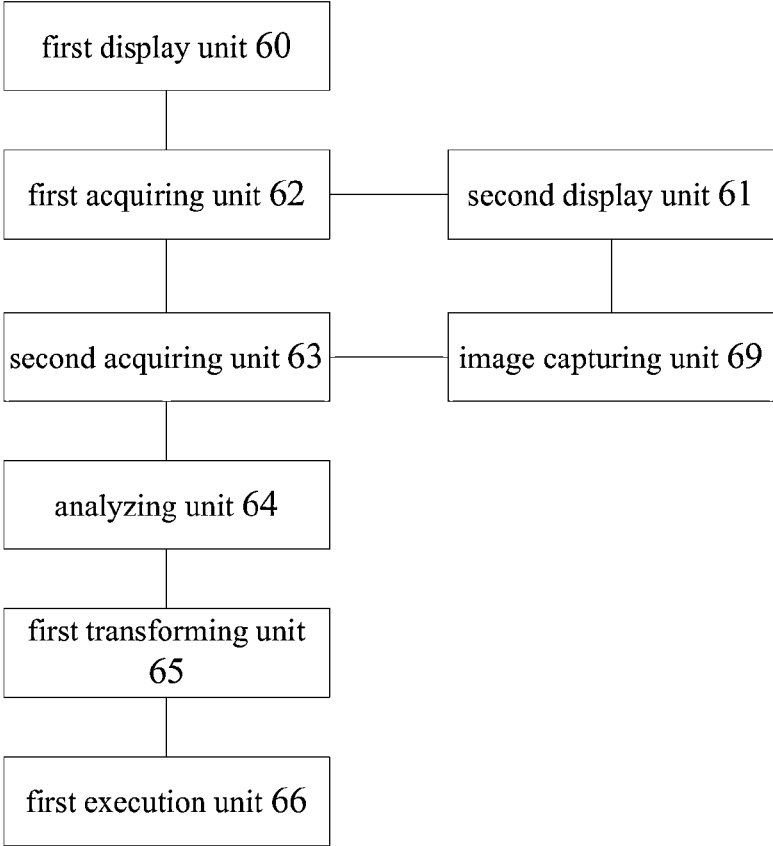 first display unit 60
first acquiring unit 62
second display unit 61
second acquiring unit 63
image capturing unit 69
analyzing unit 64
first transforming unit
65
first execution unit 66